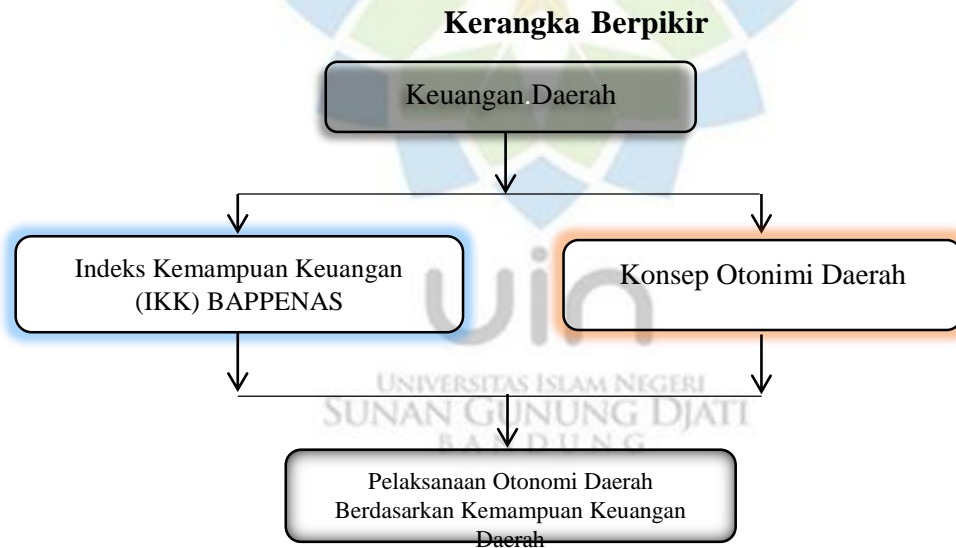 Kerangka Berpikir
Keuangan.Daerah
Indeks Kemampuan Keuangan
(IKK) BAPPENAS
Konsep Otonimi Daerah
uin
UNIVERSITAS ISLAM NEGERI
SUNAN GUNUNG DJATI
BANDUNG
Pelaksanaan Otonomi Daerah
Berdasarkan Kemampuan Keuangan
Daerah